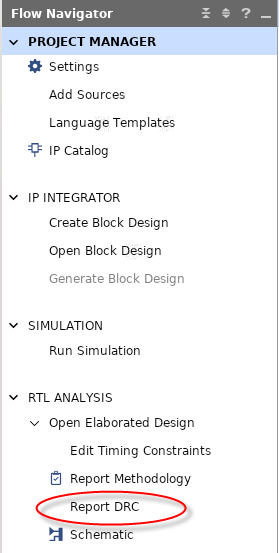 Flow Navigator ?
PROJECT MANAGER
Settings
Add Sources
Language Templates
IP Catalog
IP INTEGRATOR
Create Block Design
Open Block Design
Generate Block Design
SIMULATION
Run Simulation
RTL ANALYSIS
Open Elaborated Design
Edit Timing Constraints
Report Methodology
Report DRC
Schematic